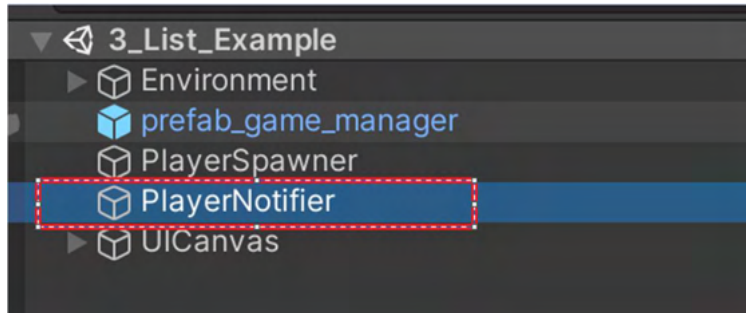 3_List_Example
Environment
prefab_game_manager
PlayerSpawner
PlayerNotifier
UICanvas